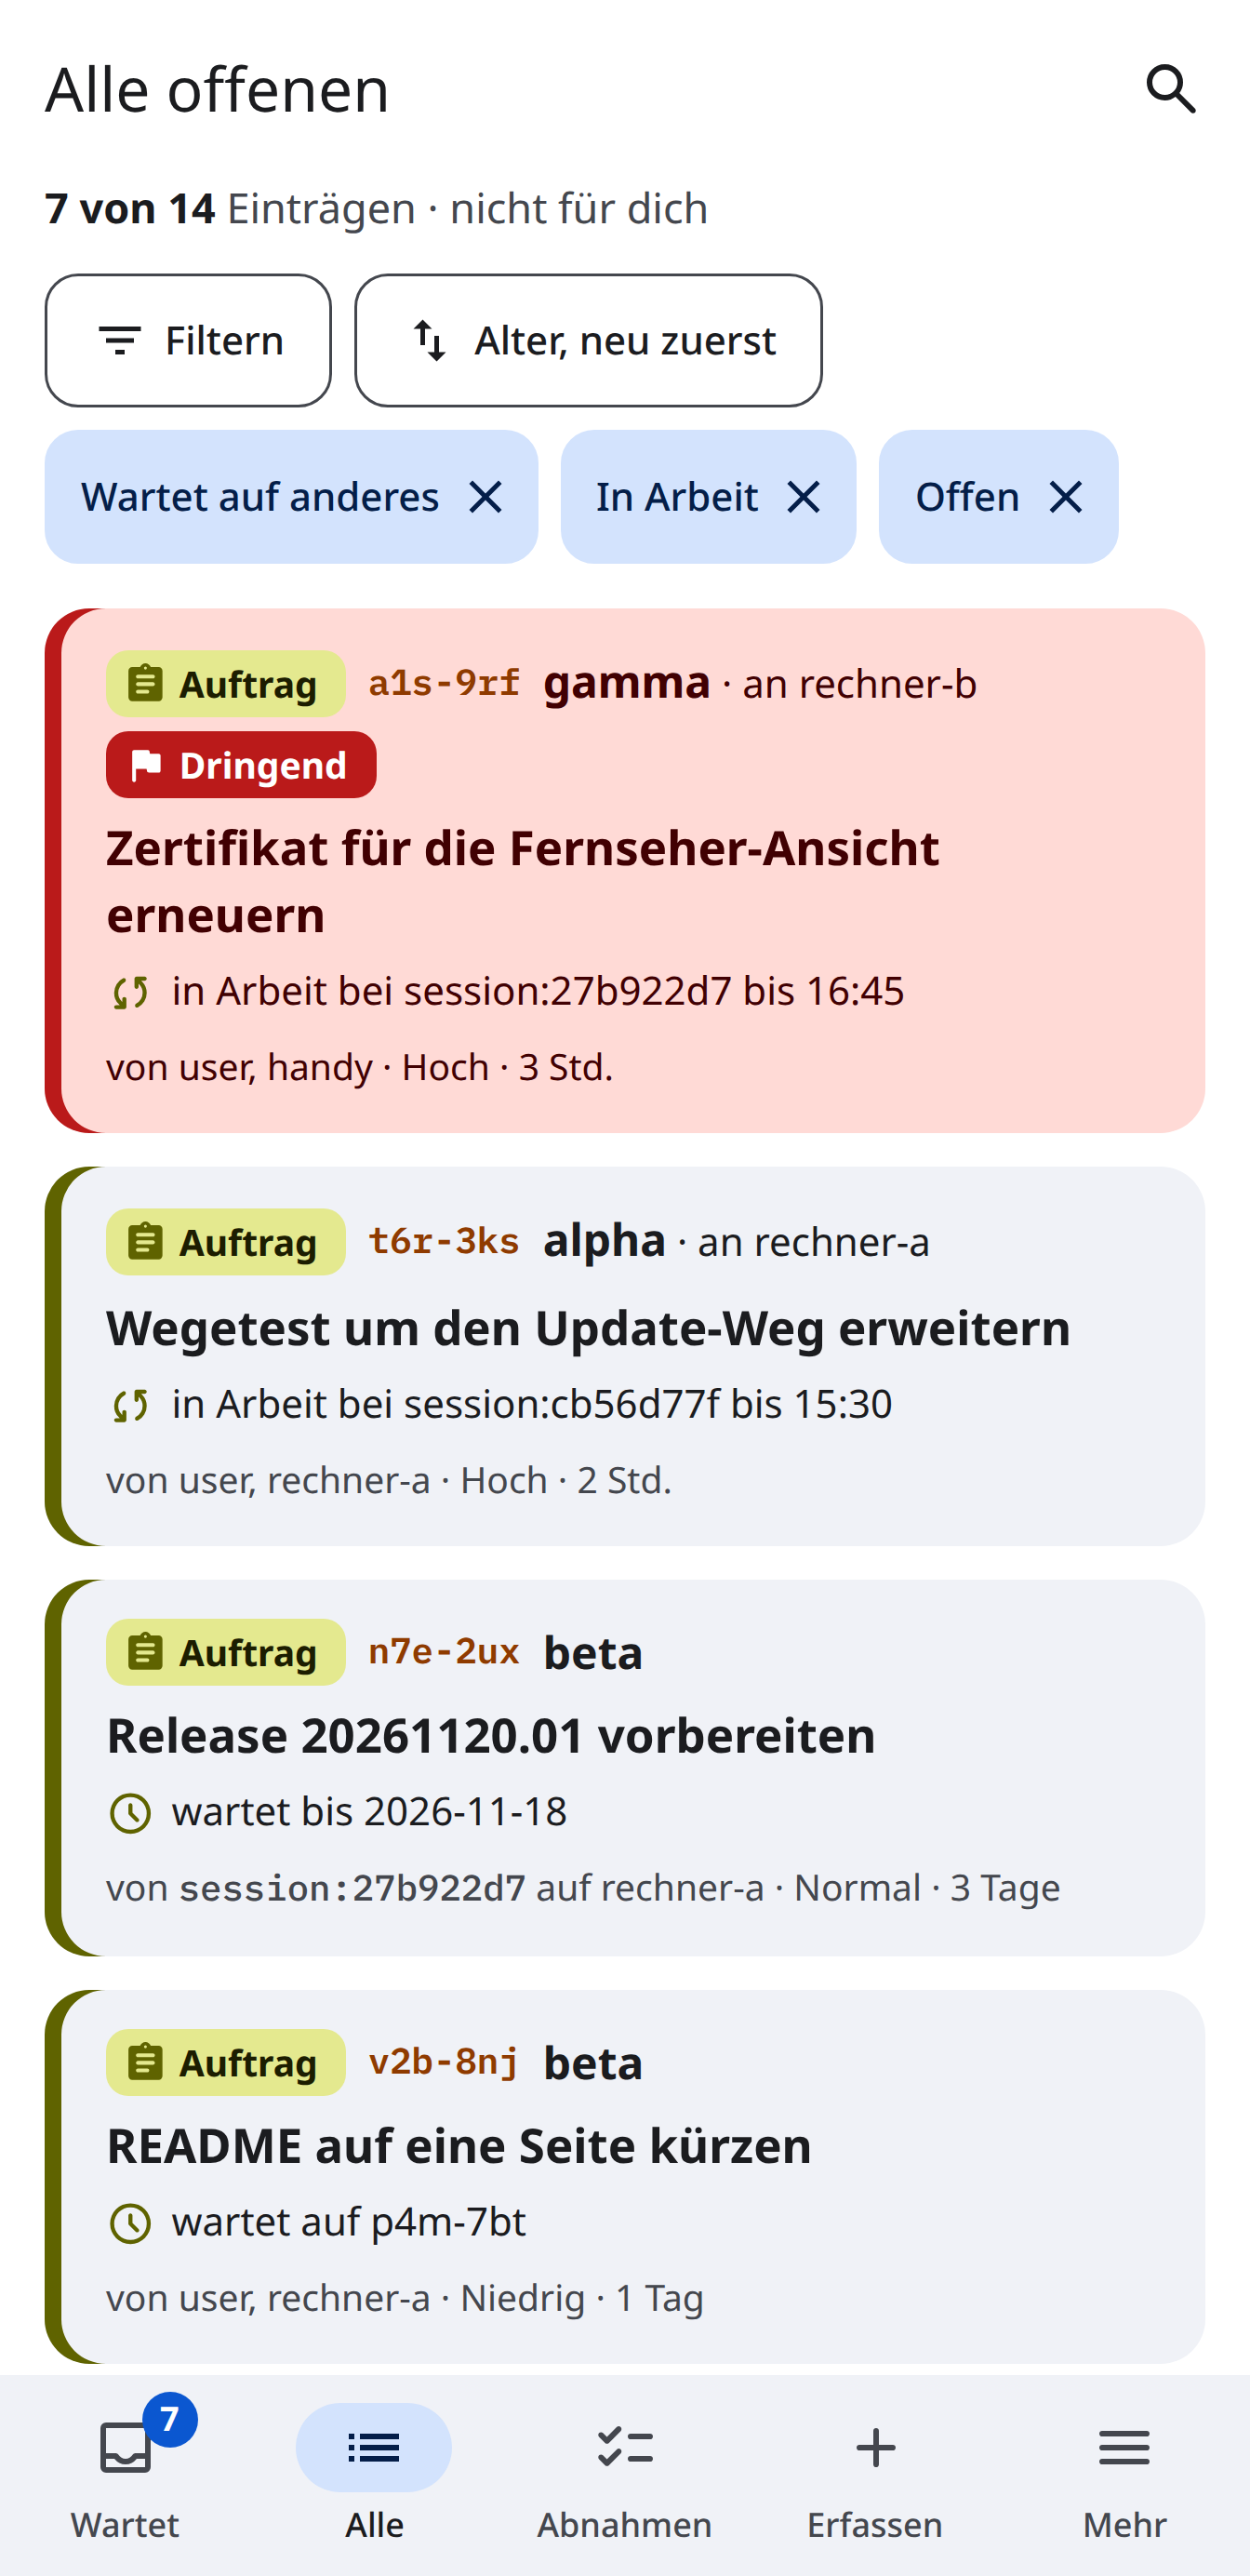 Alle offenen
7 von 14 Einträgen · nicht für dich
Filtern
Alter, neu zuerst
Wartet auf anderes
In Arbeit
Offen
Auftrag a1s-9rf gamma · an rechner-b
Dringend
Zertifikat für die Fernseher-Ansicht
erneuern
in Arbeit bei session:27b922d7 bis 16:45
von user, handy · Hoch · 3 Std.
Auftrag t6r-3ks alpha · an rechner-a
Wegetest um den Update-Weg erweitern
in Arbeit bei session:cb56d77f bis 15:30
von user, rechner-a · Hoch · 2 Std.
Auftrag n7e-2ux beta
Release 20261120.01 vorbereiten
wartet bis 2026-11-18
von session:27b922d7 auf rechner-a · Normal · 3 Tage
Auftrag v2b-8nj beta
README auf eine Seite kürzen
wartet auf p4m-7bt
von user, rechner-a · Niedrig · 1 Tag
7
Wartet
Alle
Abnahmen
Erfassen
Mehr